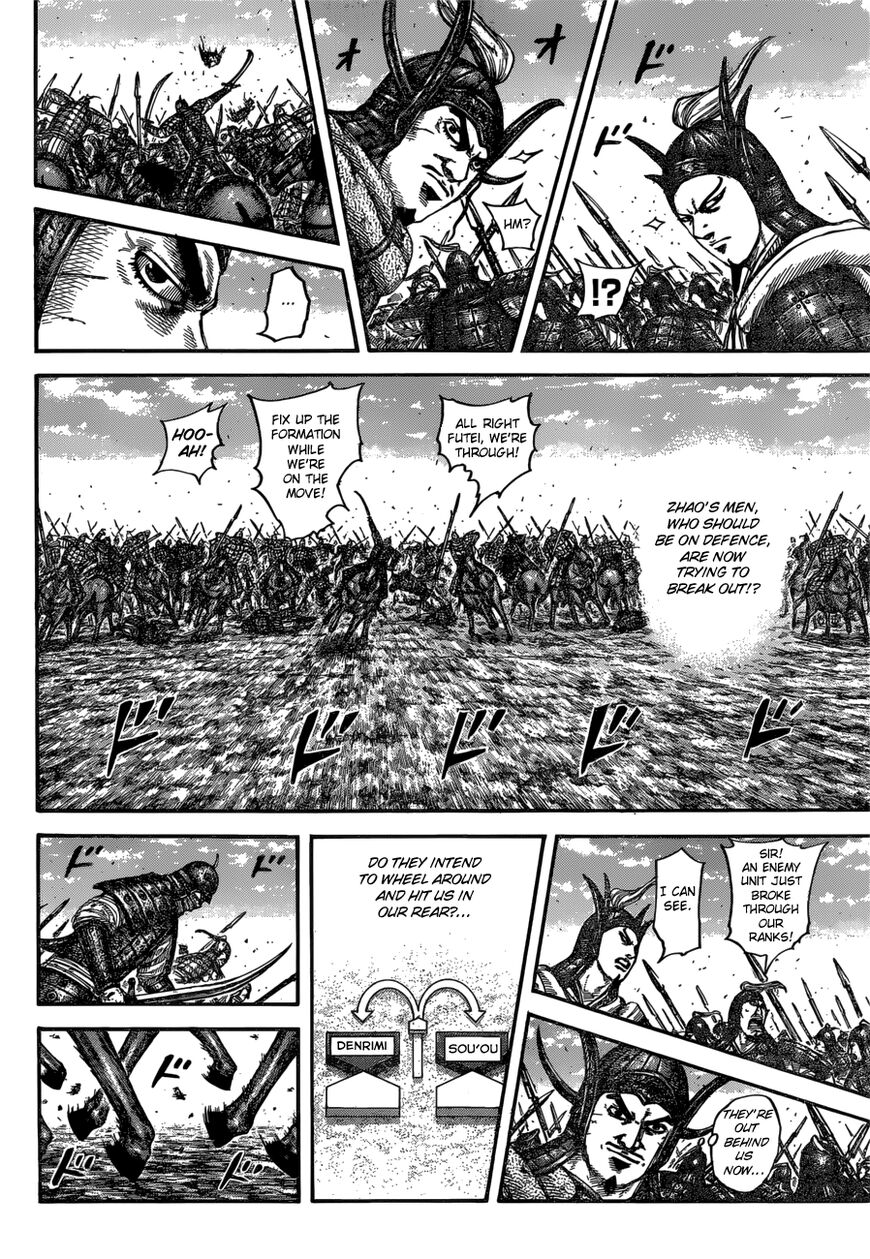 ド
ド
!?
オ
オ
HM?
...
ALL RIGHT
FUTEI, WE'RE
THROUGH!
FIX UP THE
FORMATION
WHILE
WE'RE
ON THE
MOVE!
HOO-
AH!
ZHAO'S MEN,
WHO SHOULD
BE ON DEFENCE,
ARE NOW
TRYING TO
BREAK OUT!?
ド
ド
ド
ド
ド
SIR!
AN ENEMY
UNIT JUST
BROKE
THROUGH
OUR
RANKS!
I CAN
SEE.
THEY'RE
OUT
BEHIND
US
NOW...
DO THEY INTEND
TO WHEEL AROUND
AND HIT US IN
OUR REAR?...
DENRIMI
SOU'OU
ド
ド
ド
ド
ド